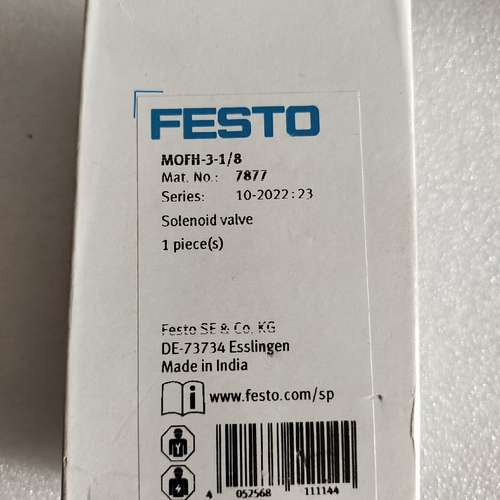 FESTO
MOFH-3-1/8
Mat. No.: 7877
Series: 10-2022:23
Solenoid valve
1 piece(s)
Festo SE & Co. KG
DE-73734 Esslingen
Made in India
www.festo.com/sp
4 052568 111144